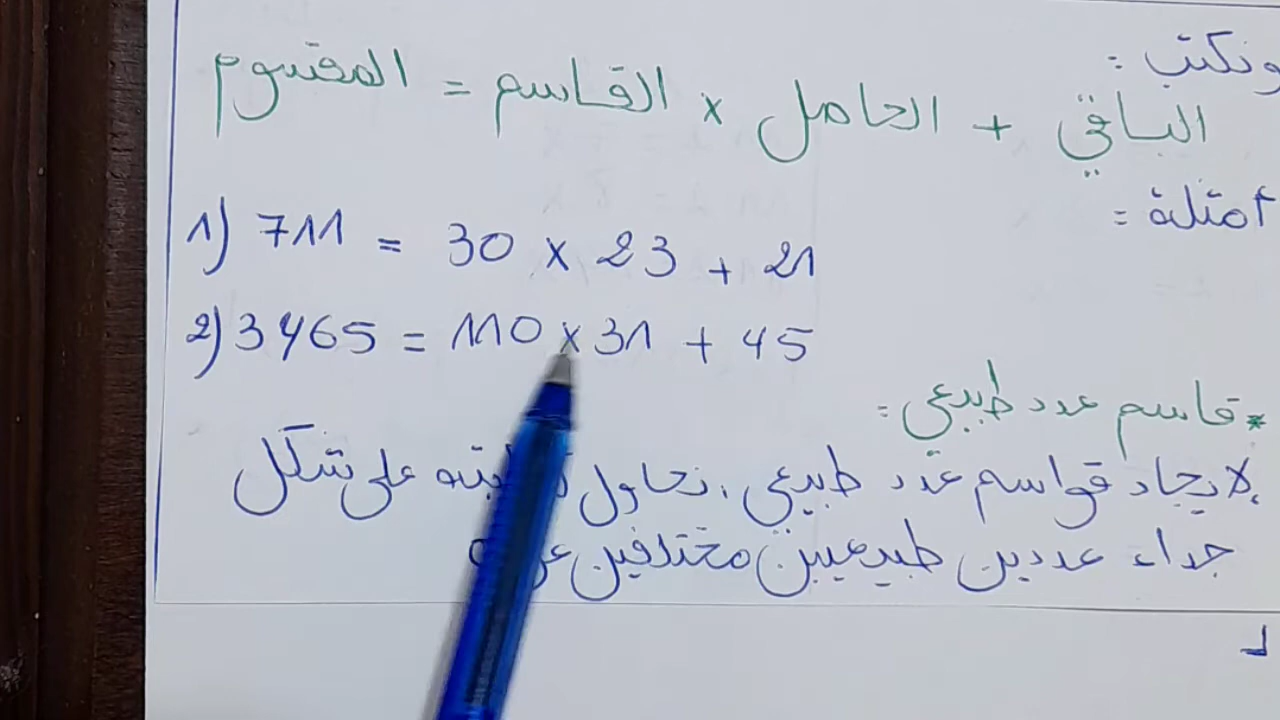 ونكتب :
المقسوم = القاسم x الحاصل + الباقي
أمثلة :
1) 711 = 30 x 23 + 21
2) 3465 = 110 x 31 + 45
* قاسم عدد طبيعي :
لإيجاد قواسم عدد طبيعي، نحاول على شكل
جداء عددين طبيعيين مختلفين